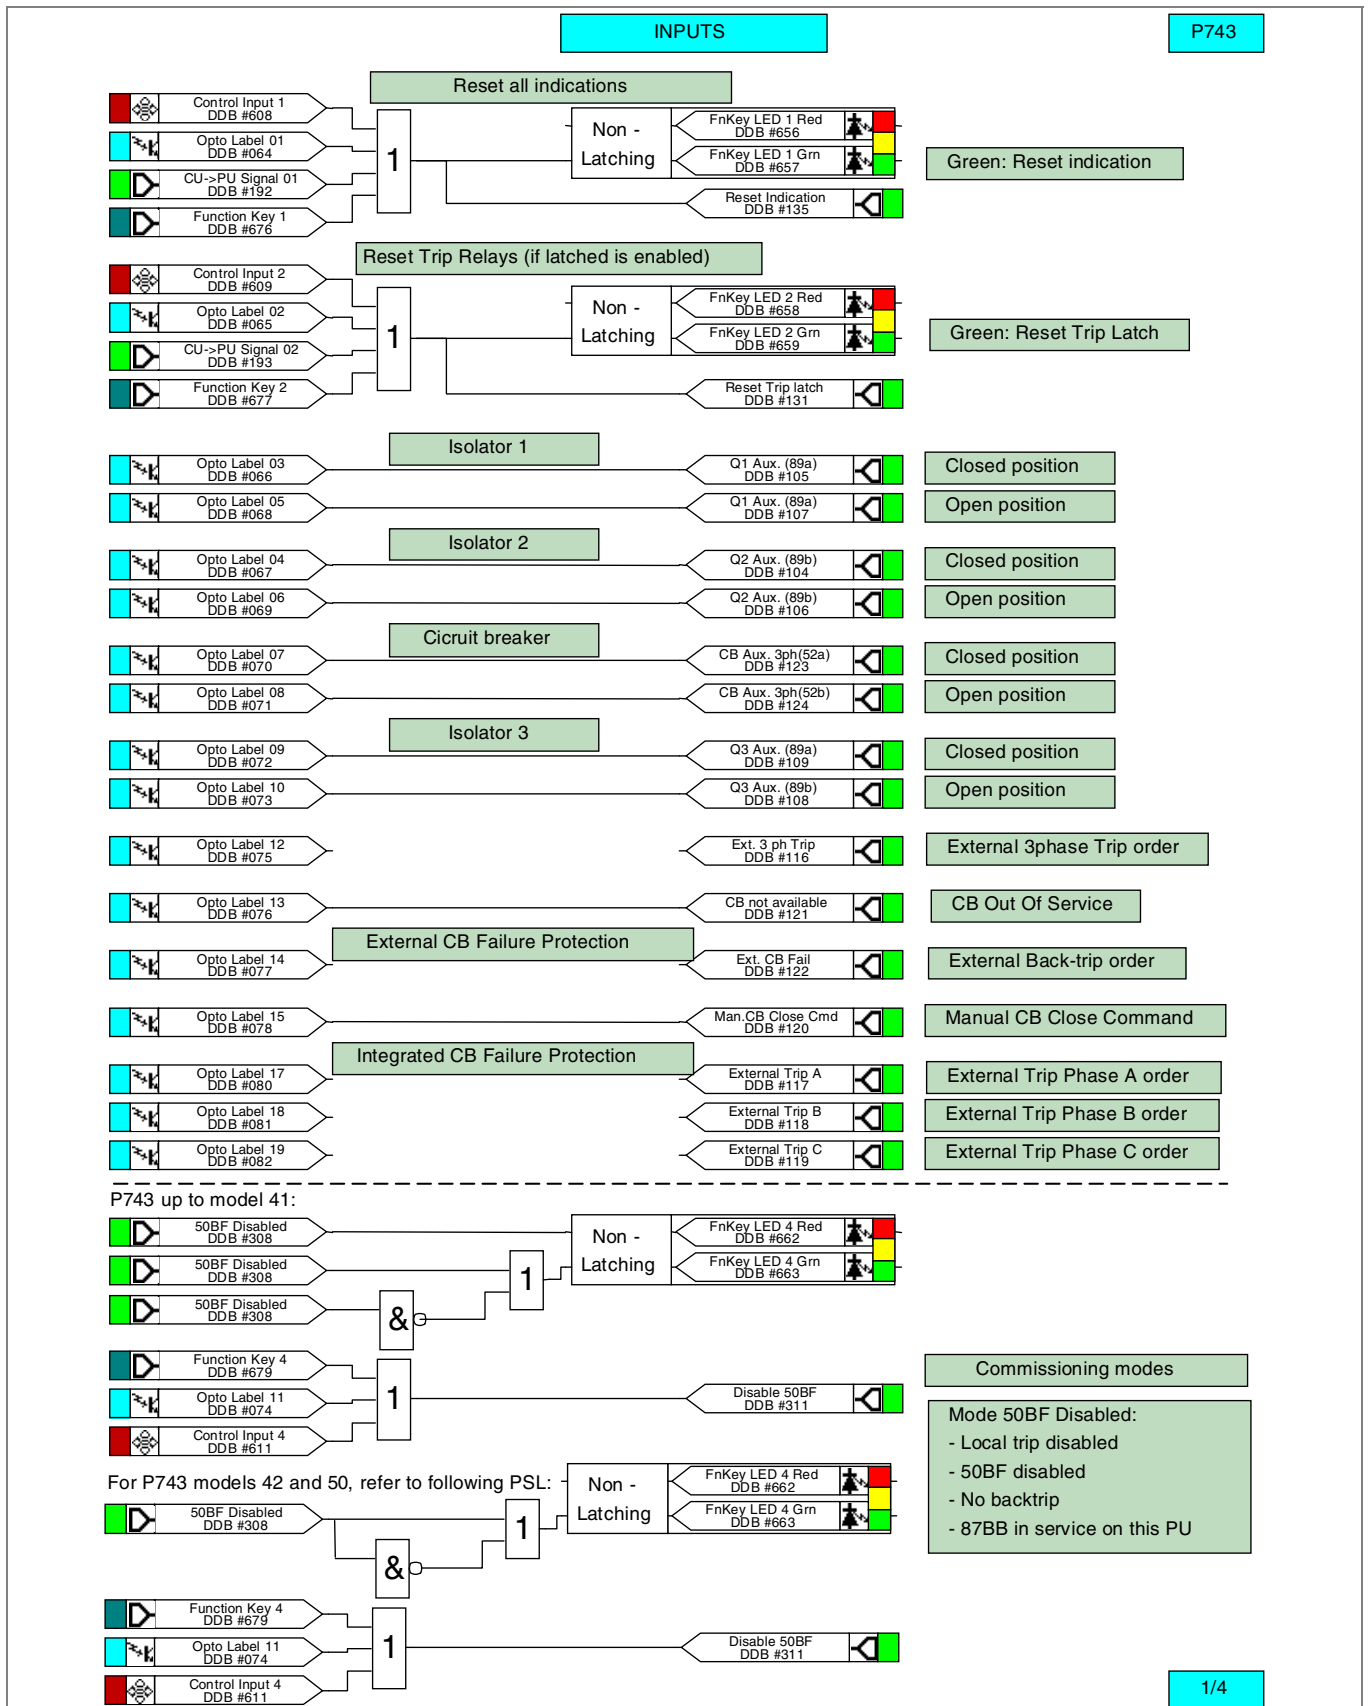 INPUTS
P743
Reset all indications
Control Input 1
DDB #608
Opto Label 01
DDB #064
CU->PU Signal 01
DDB #192
Function Key 1
DDB #676
1
Non -
Latching
FnKey LED 1 Red
DDB #656
FnKey LED 1 Grn
DDB #657
Green: Reset indication
Reset Indication
DDB #135
Reset Trip Relays (if latched is enabled)
Control Input 2
DDB #609
Opto Label 02
DDB #065
CU->PU Signal 02
DDB #193
Function Key 2
DDB #677
1
Non -
Latching
FnKey LED 2 Red
DDB #658
FnKey LED 2 Grn
DDB #659
Green: Reset Trip Latch
Reset Trip latch
DDB #131
Isolator 1
Opto Label 03
DDB #066
Q1 Aux. (89a)
DDB #105
Closed position
Opto Label 05
DDB #068
Q1 Aux. (89a)
DDB #107
Open position
Isolator 2
Opto Label 04
DDB #067
Q2 Aux. (89b)
DDB #104
Closed position
Opto Label 06
DDB #069
Q2 Aux. (89b)
DDB #106
Open position
Cicruit breaker
Opto Label 07
DDB #070
CB Aux. 3ph(52a)
DDB #123
Closed position
Opto Label 08
DDB #071
CB Aux. 3ph(52b)
DDB #124
Open position
Isolator 3
Opto Label 09
DDB #072
Q3 Aux. (89a)
DDB #109
Closed position
Opto Label 10
DDB #073
Q3 Aux. (89b)
DDB #108
Open position
Opto Label 12
DDB #075
Ext. 3 ph Trip
DDB #116
External 3phase Trip order
Opto Label 13
DDB #076
CB not available
DDB #121
CB Out Of Service
External CB Failure Protection
Opto Label 14
DDB #077
Ext. CB Fail
DDB #122
External Back-trip order
Opto Label 15
DDB #078
Man.CB Close Cmd
DDB #120
Manual CB Close Command
Integrated CB Failure Protection
Opto Label 17
DDB #080
External Trip A
DDB #117
External Trip Phase A order
Opto Label 18
DDB #081
External Trip B
DDB #118
External Trip Phase B order
Opto Label 19
DDB #082
External Trip C
DDB #119
External Trip Phase C order
P743 up to model 41:
50BF Disabled
DDB #308
50BF Disabled
DDB #308
50BF Disabled
DDB #308
&
1
Non -
Latching
FnKey LED 4 Red
DDB #662
FnKey LED 4 Grn
DDB #663
Function Key 4
DDB #679
Opto Label 11
DDB #074
Control Input 4
DDB #611
1
Disable 50BF
DDB #311
Commissioning modes
Mode 50BF Disabled:
- Local trip disabled
- 50BF disabled
- No backtrip
- 87BB in service on this PU
For P743 models 42 and 50, refer to following PSL:
50BF Disabled
DDB #308
&
1
Non -
Latching
FnKey LED 4 Red
DDB #662
FnKey LED 4 Grn
DDB #663
Function Key 4
DDB #679
Opto Label 11
DDB #074
Control Input 4
DDB #611
1
Disable 50BF
DDB #311
1/4